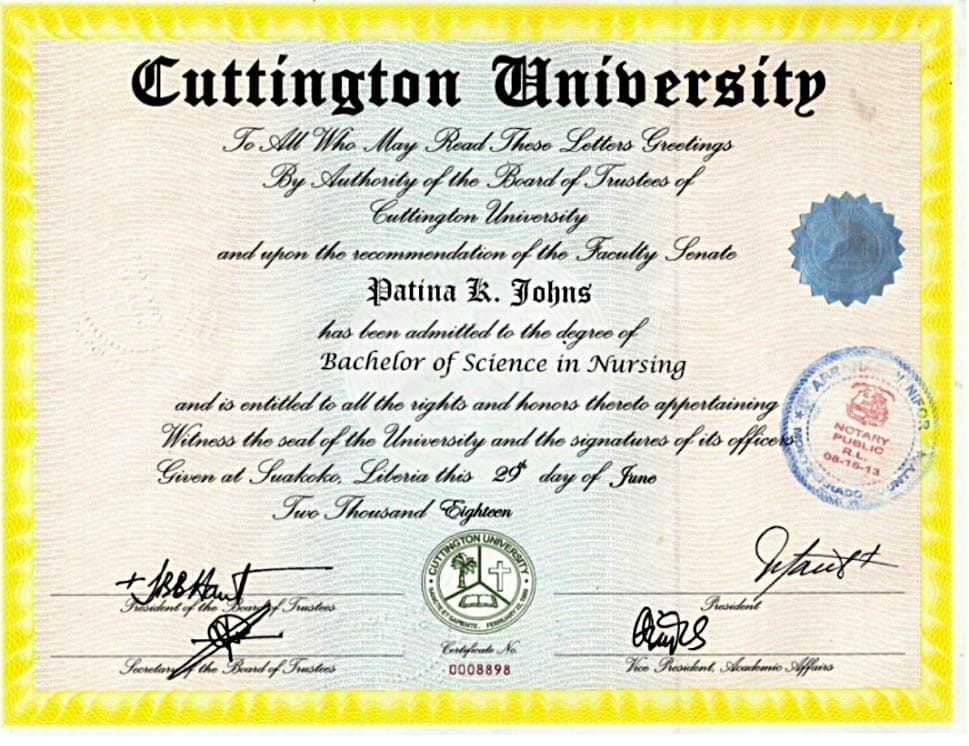 Cuttington University
To All Who May Read These Letters Greetings
By Authority of the Board of Trustees of
Cuttington University
and upon the recommendation of the Faculty Senate
Patina K. Johns
has been admitted to the degree of
Bachelor of Science in Nursing
and is entitled to all the rights and honors thereto appertaining
Witness the seal of the University and the signatures of its officers
Given at Suakoko, Liberia this 29th day of June
Two Thousand Eighteen
NOTARY
PUBLIC
R.L.
08-16-13
CUTTINGTON UNIVERSITY
FEBRUARY 22, 1889
President of the Board of Trustees
President
Secretary of the Board of Trustees
Certificate No.
0008898
Vice President, Academic Affairs